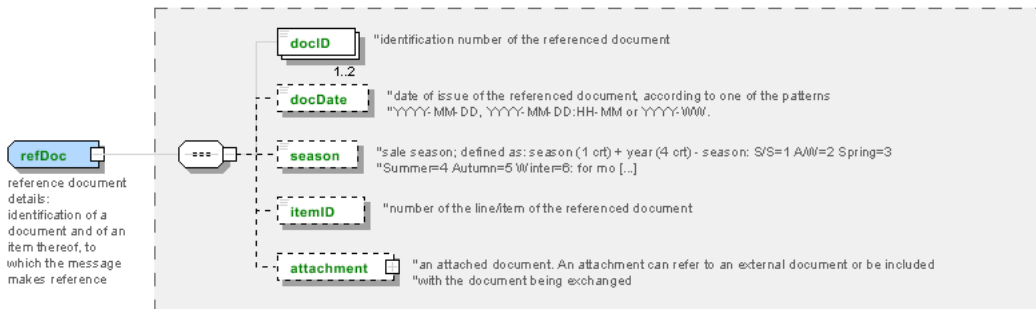 docID
"identification number of the referenced document
1..2
docDate
"date of issue of the referenced document, according to one of the patterns
"YYYY-MM-DD, YYYY-MM-DD:HH-MM or YYYY-WW.
refDoc
reference document
details:
identification of a
document and of an
item thereof, to
which the message
makes reference
season
"sale season; defined as: season (1 crt) + year (4 crt) - season: S/S=1 A/W=2 Spring=3
"Summer=4 Autumn=5 Winter=6: for mo [...]
itemID
"number of the line/item of the referenced document
attachment
"an attached document. An attachment can refer to an external document or be included
"with the document being exchanged